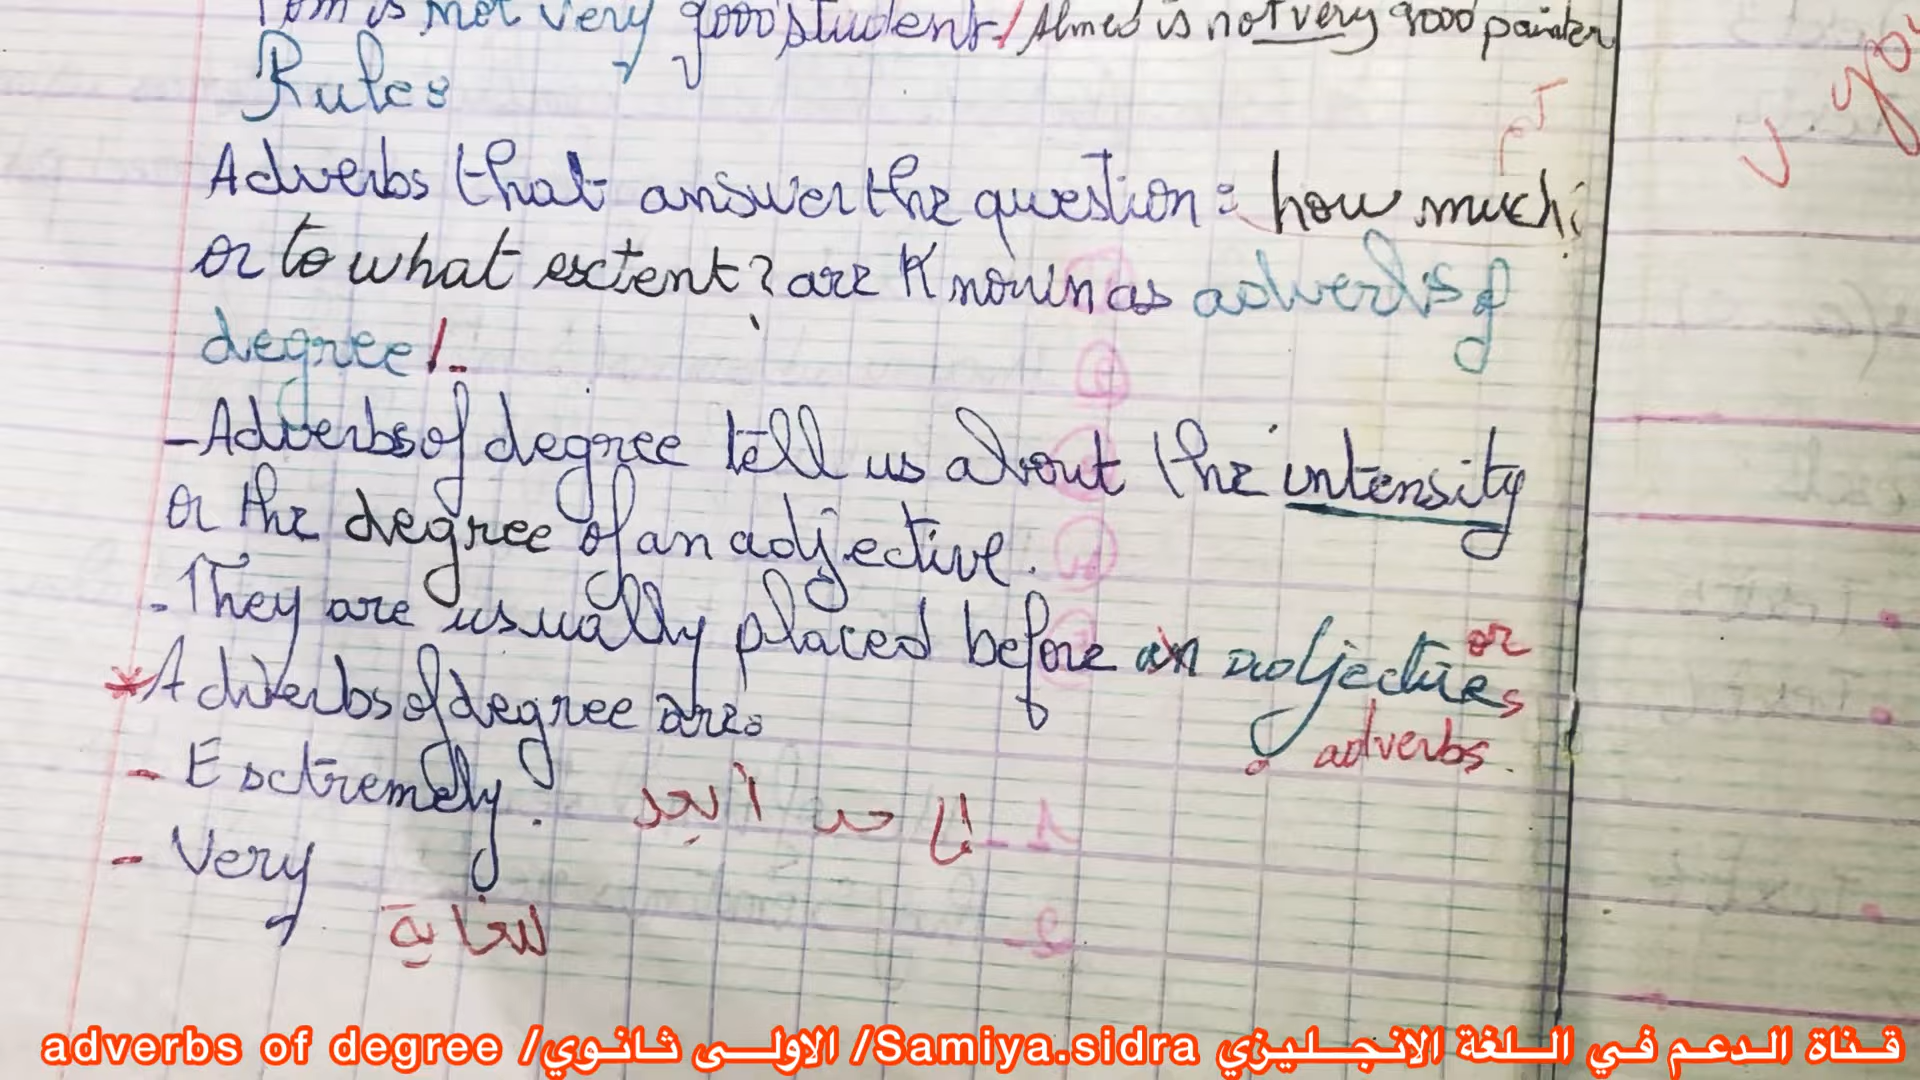 Tom is not very good student / Ahmed is not very good painter
Rule:
Adverbs that answer the question: how much?
or to what extent? are Known as adverbs of
degree/.
- Adverbs of degree tell us about the intensity
or the degree of an adjective.
- They are usually placed before an adjectives or
adverbs.
* Adverbs of degree are:
- Extremely. لا حد أبعد
- Very
للغاية
adverbs of degree /الاولى ثانوي /Samiya.sidra قناة الدعم في اللغة الانجليزي